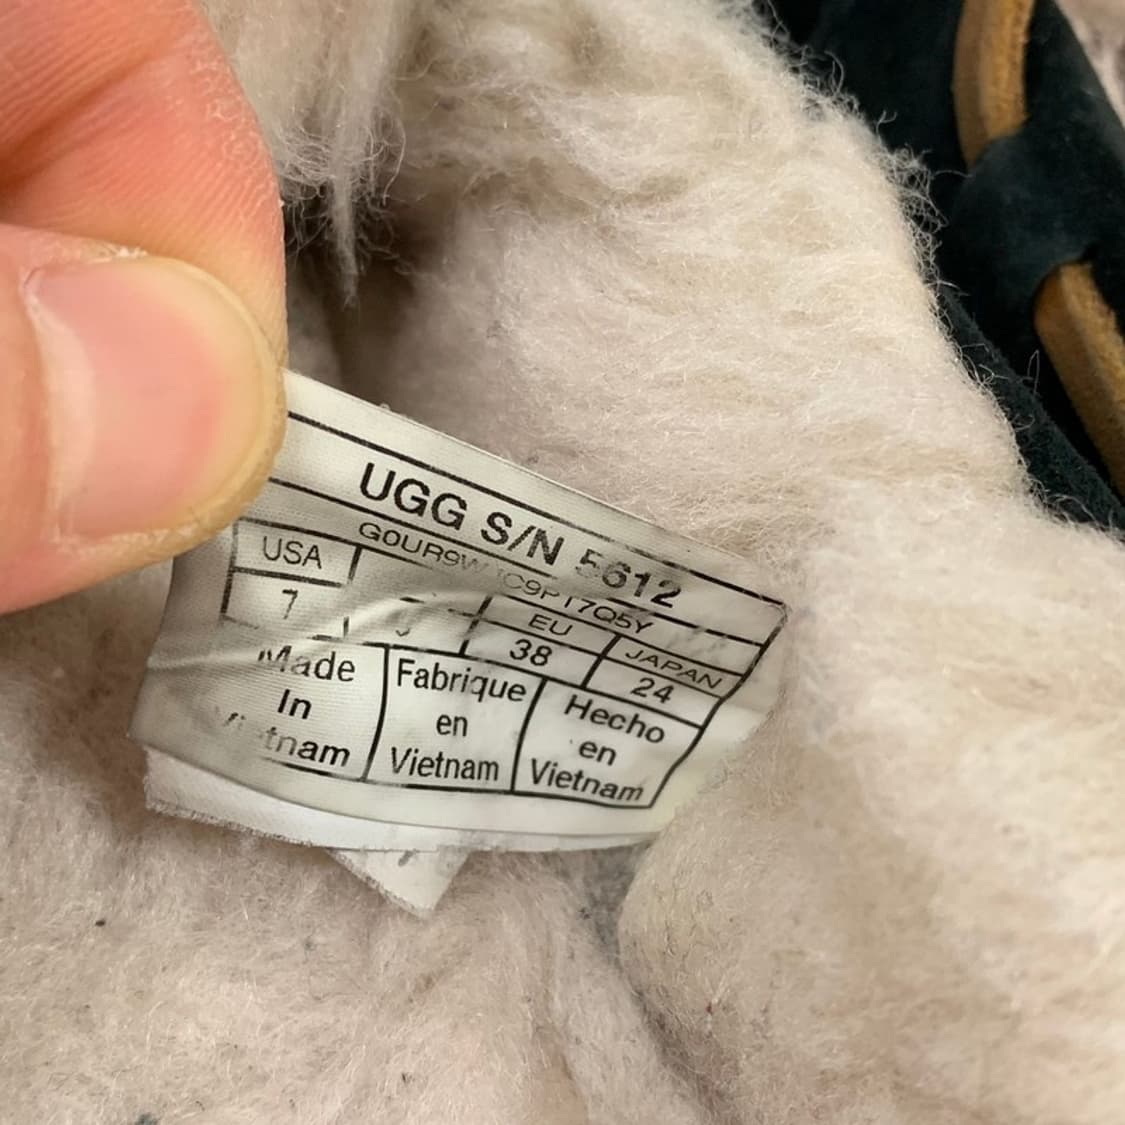 UGG S/N 5612
USA EU JAPAN
7 38 24
Made Fabrique Hecho
In en en
Vietnam Vietnam Vietnam